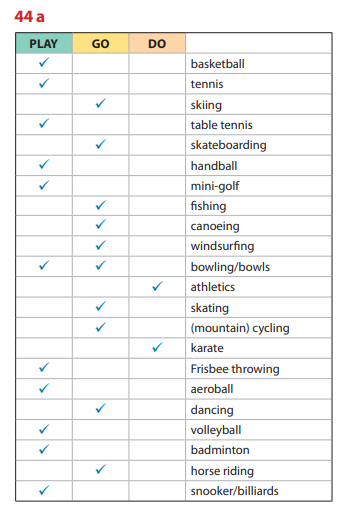 44 a
PLAY GO DO
✓ basketball
✓ tennis
✓ skiing
✓ table tennis
✓ skateboarding
✓ handball
✓ mini-golf
✓ fishing
✓ canoeing
✓ windsurfing
✓ ✓ bowling/bowls
✓ athletics
✓ skating
✓ (mountain) cycling
✓ karate
✓ Frisbee throwing
✓ aeroball
✓ dancing
✓ volleyball
✓ badminton
✓ horse riding
✓ snooker/billiards